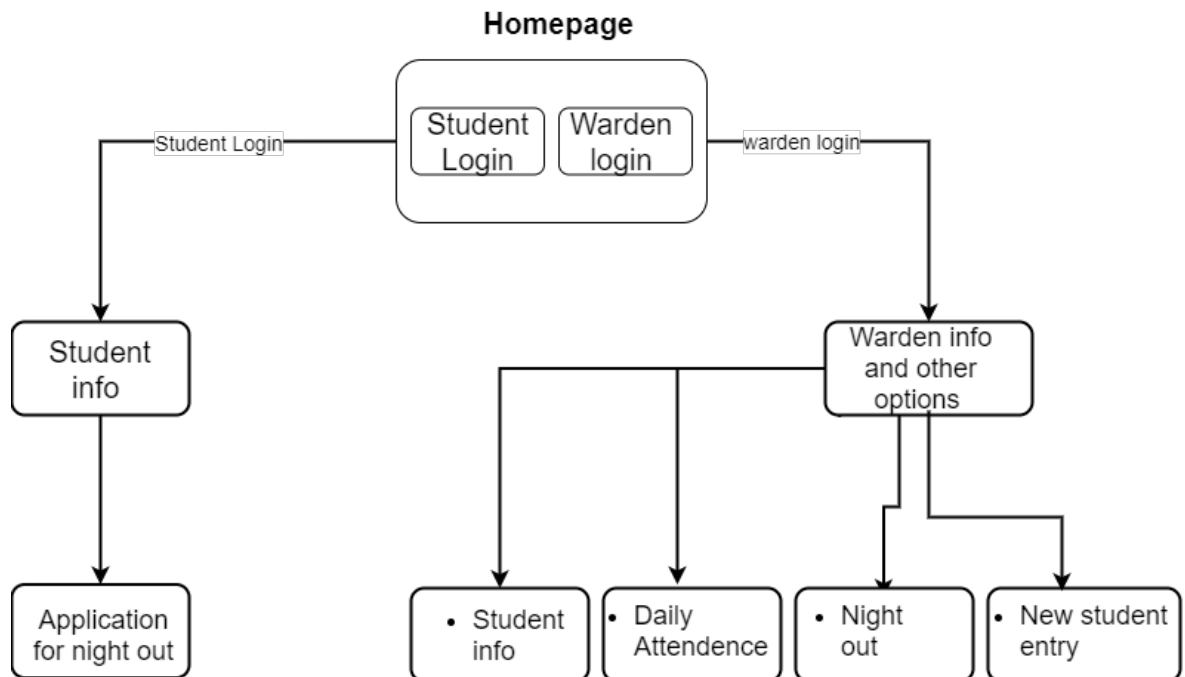 Homepage
Student
Login
Warden
login
Student Login
warden login
Student
info
Warden info
and other
options
Application
for night out
• Student
info
• Daily
Attendence
• Night
out
• New student
entry